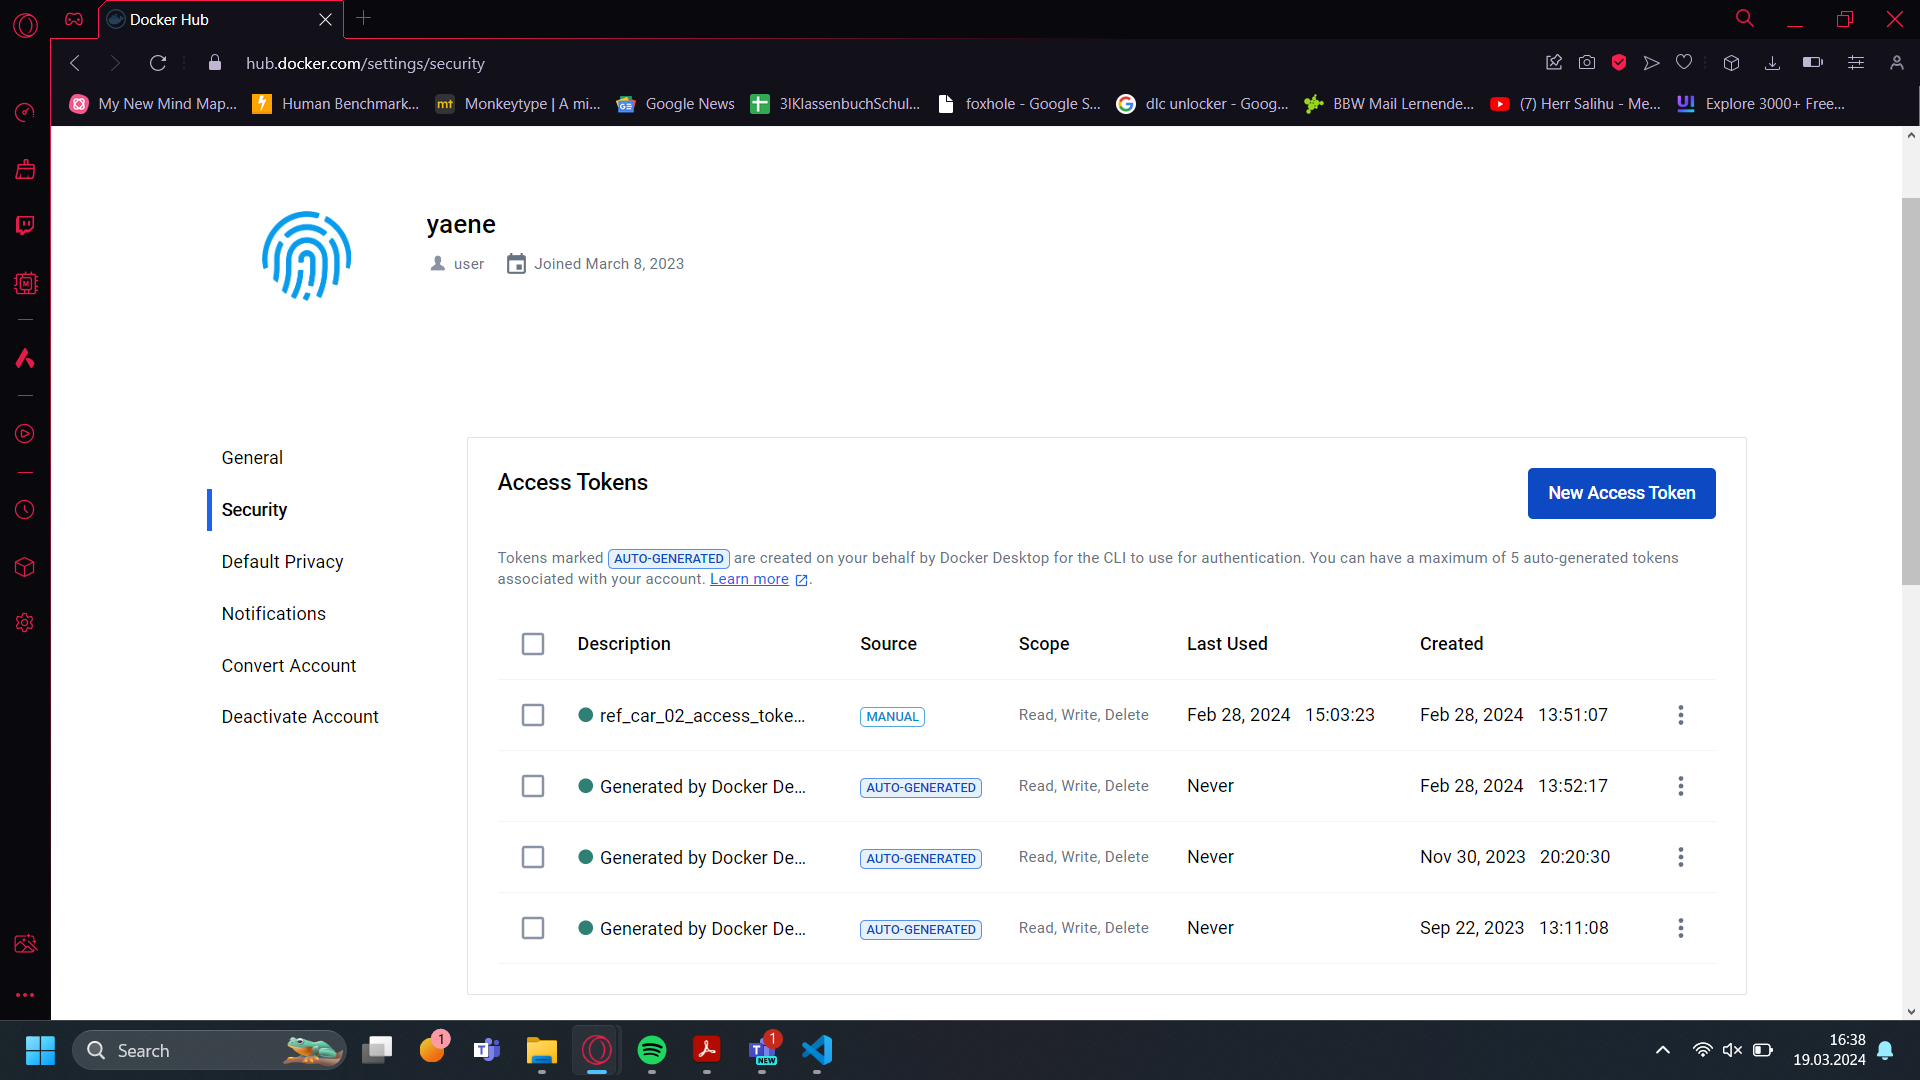 Docker Hub
hub.docker.com/settings/security
My New Mind Map...
Human Benchmark...
mt
Monkeytype | A mi...
Google News
3IKlassenbuchSchul...
foxhole - Google S...
dlc unlocker - Goog...
BBW Mail Lernende...
(7) Herr Salihu - Me...
UI
Explore 3000+ Free...
yaene
user
Joined March 8, 2023
General
Security
Default Privacy
Notifications
Convert Account
Deactivate Account
Access Tokens
New Access Token
Tokens marked AUTO-GENERATED are created on your behalf by Docker Desktop for the CLI to use for authentication. You can have a maximum of 5 auto-generated tokens
associated with your account. Learn more .
Description Source Scope Last Used Created
ref_car_02_access_toke... MANUAL Read, Write, Delete Feb 28, 2024 15:03:23 Feb 28, 2024 13:51:07
Generated by Docker De... AUTO-GENERATED Read, Write, Delete Never Feb 28, 2024 13:52:17
Generated by Docker De... AUTO-GENERATED Read, Write, Delete Never Nov 30, 2023 20:20:30
Generated by Docker De... AUTO-GENERATED Read, Write, Delete Never Sep 22, 2023 13:11:08
Search
1
T
1
T
NEW
16:38
19.03.2024